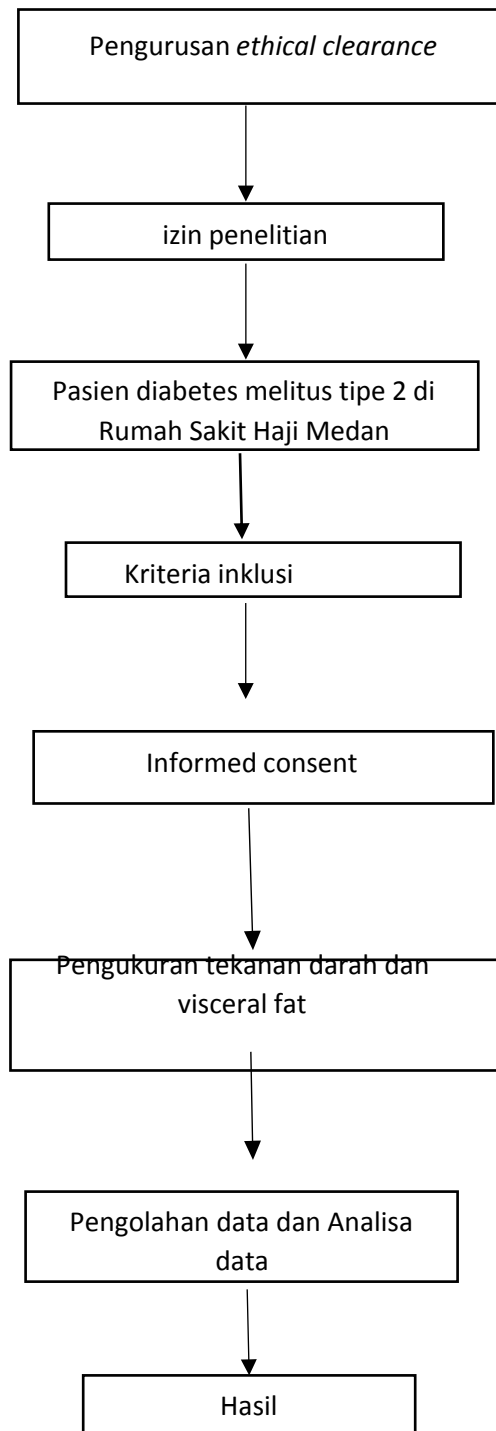 Pengurusan ethical clearance
izin penelitian
Pasien diabetes melitus tipe 2 di
Rumah Sakit Haji Medan
Kriteria inklusi
Informed consent
Pengukuran tekanan darah dan
visceral fat
Pengolahan data dan Analisa
data
Hasil